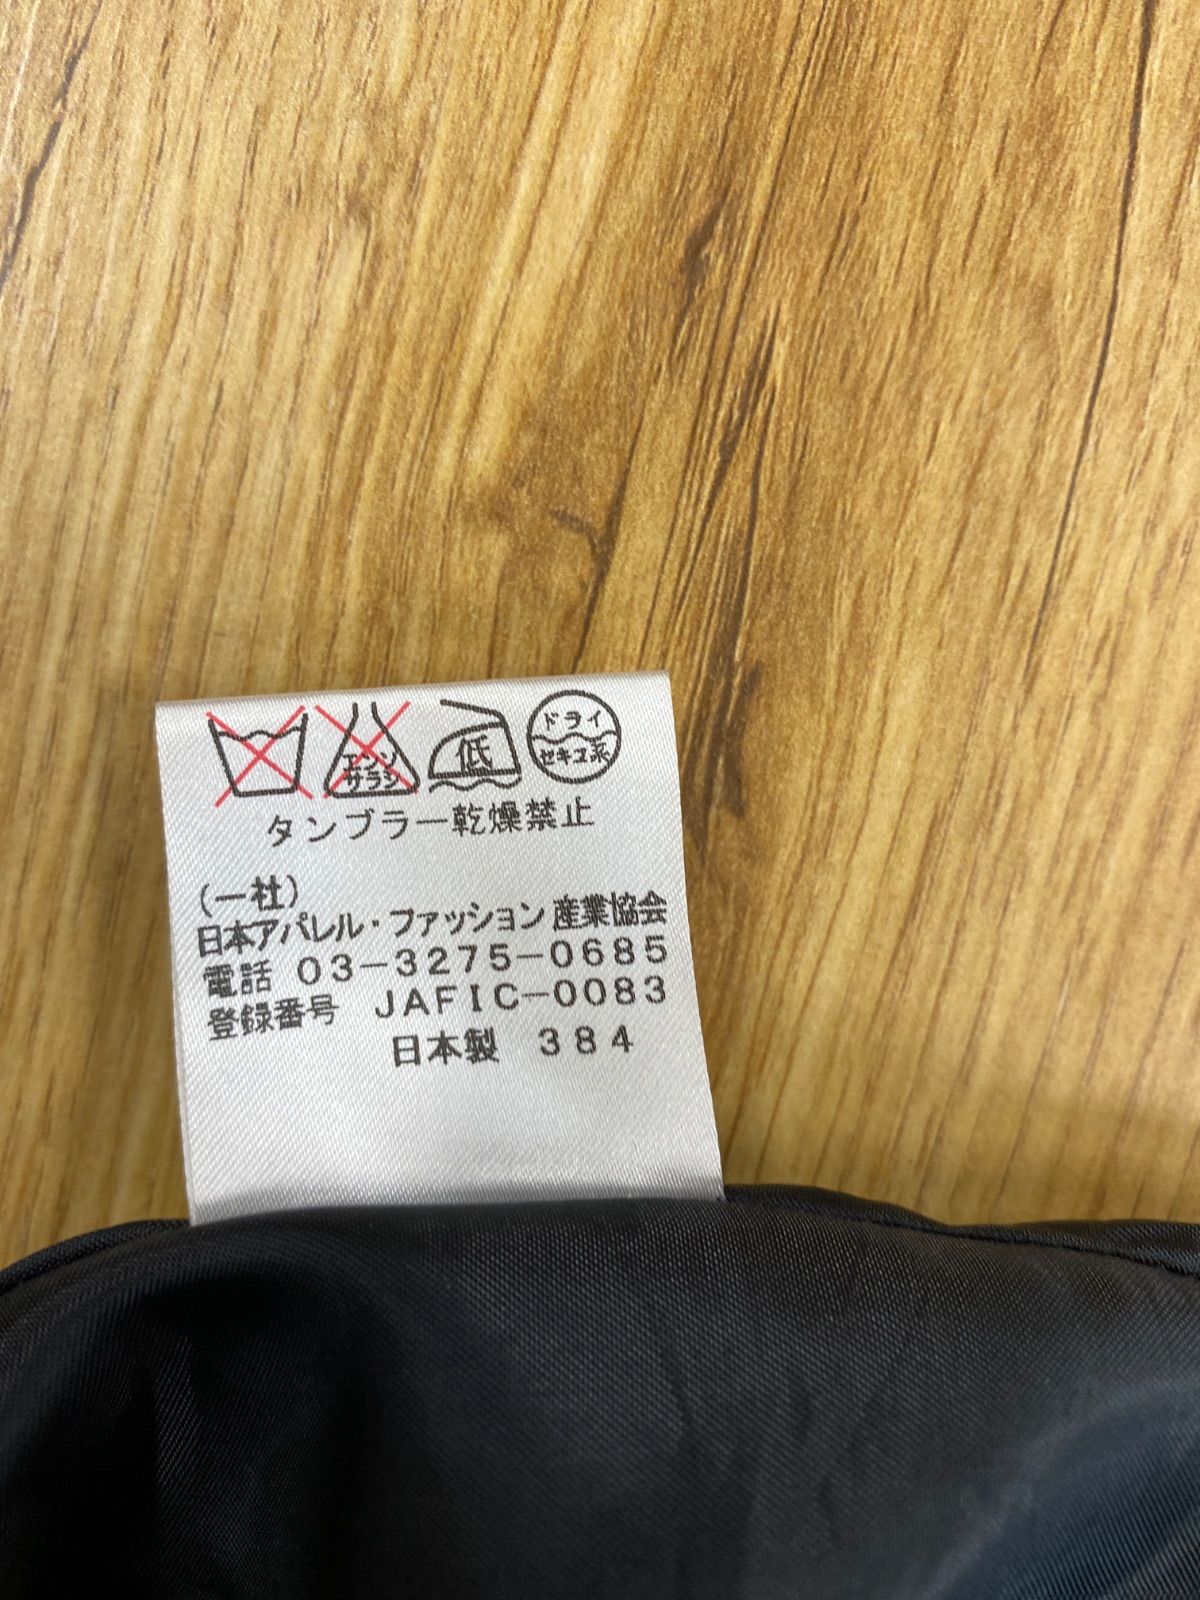 エンソ
サラシ
低
ドライ
セキユ系
タンブラー乾燥禁止
(一社)
日本アパレル・ファッション産業協会
電話 03-3275-0685
登録番号 JAFIC-0083
日本製 384